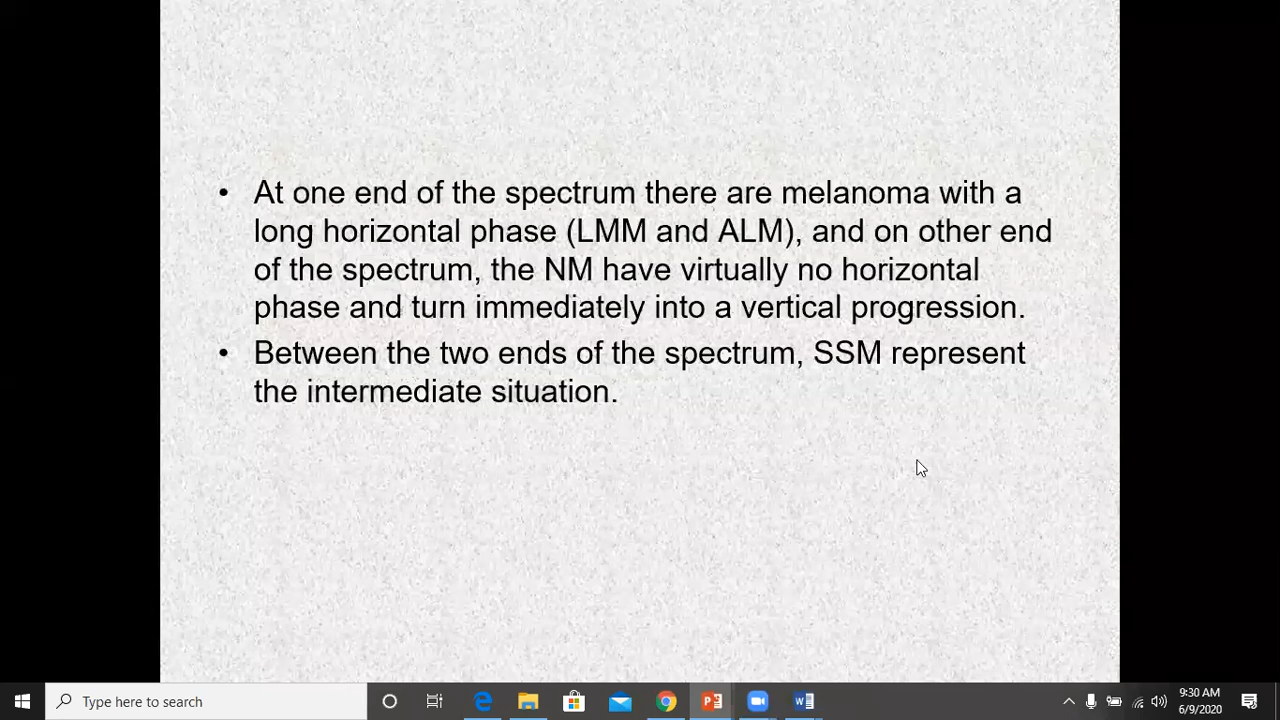 • At one end of the spectrum there are melanoma with a
long horizontal phase (LMM and ALM), and on other end
of the spectrum, the NM have virtually no horizontal
phase and turn immediately into a vertical progression.
• Between the two ends of the spectrum, SSM represent
the intermediate situation.
Type here to search
9:30 AM
6/9/2020